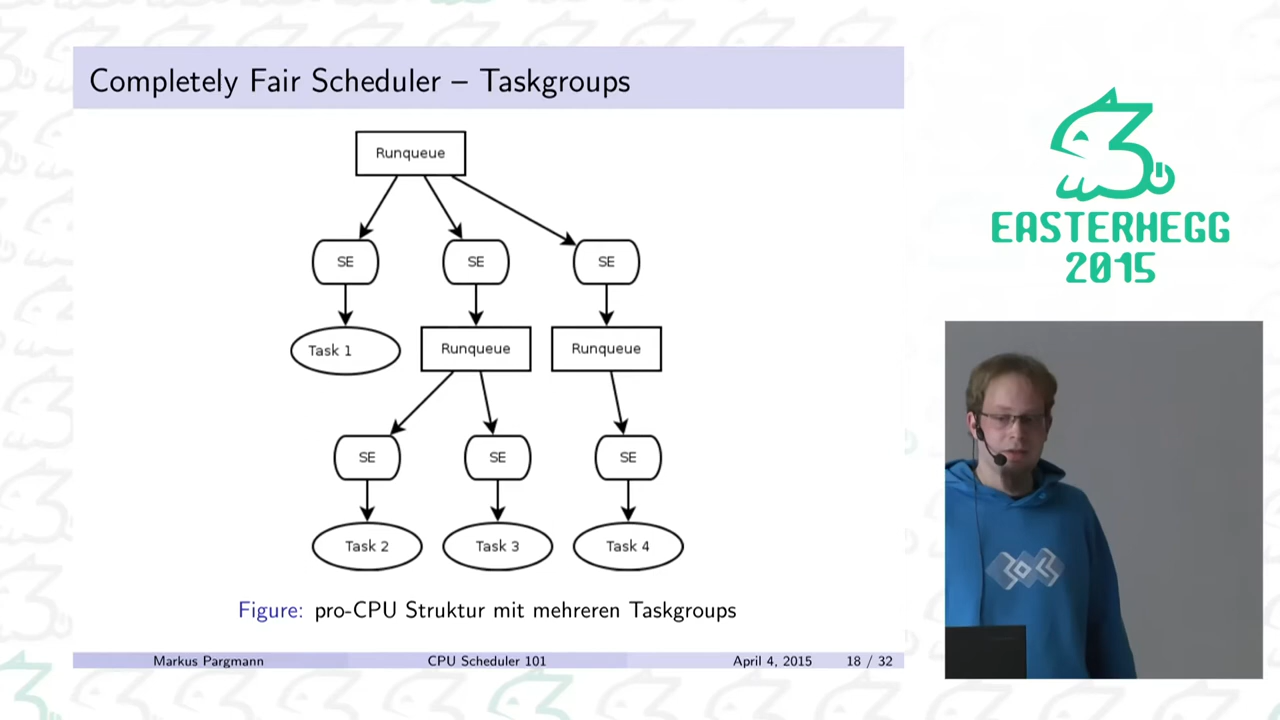 Completely Fair Scheduler – Taskgroups
Runqueue
SE
SE
SE
Task 1
Runqueue
Runqueue
SE
SE
SE
Task 2
Task 3
Task 4
Figure: pro-CPU Struktur mit mehreren Taskgroups
Markus Pargmann
CPU Scheduler 101
April 4, 2015
18 / 32
EASTERHEGG
2015